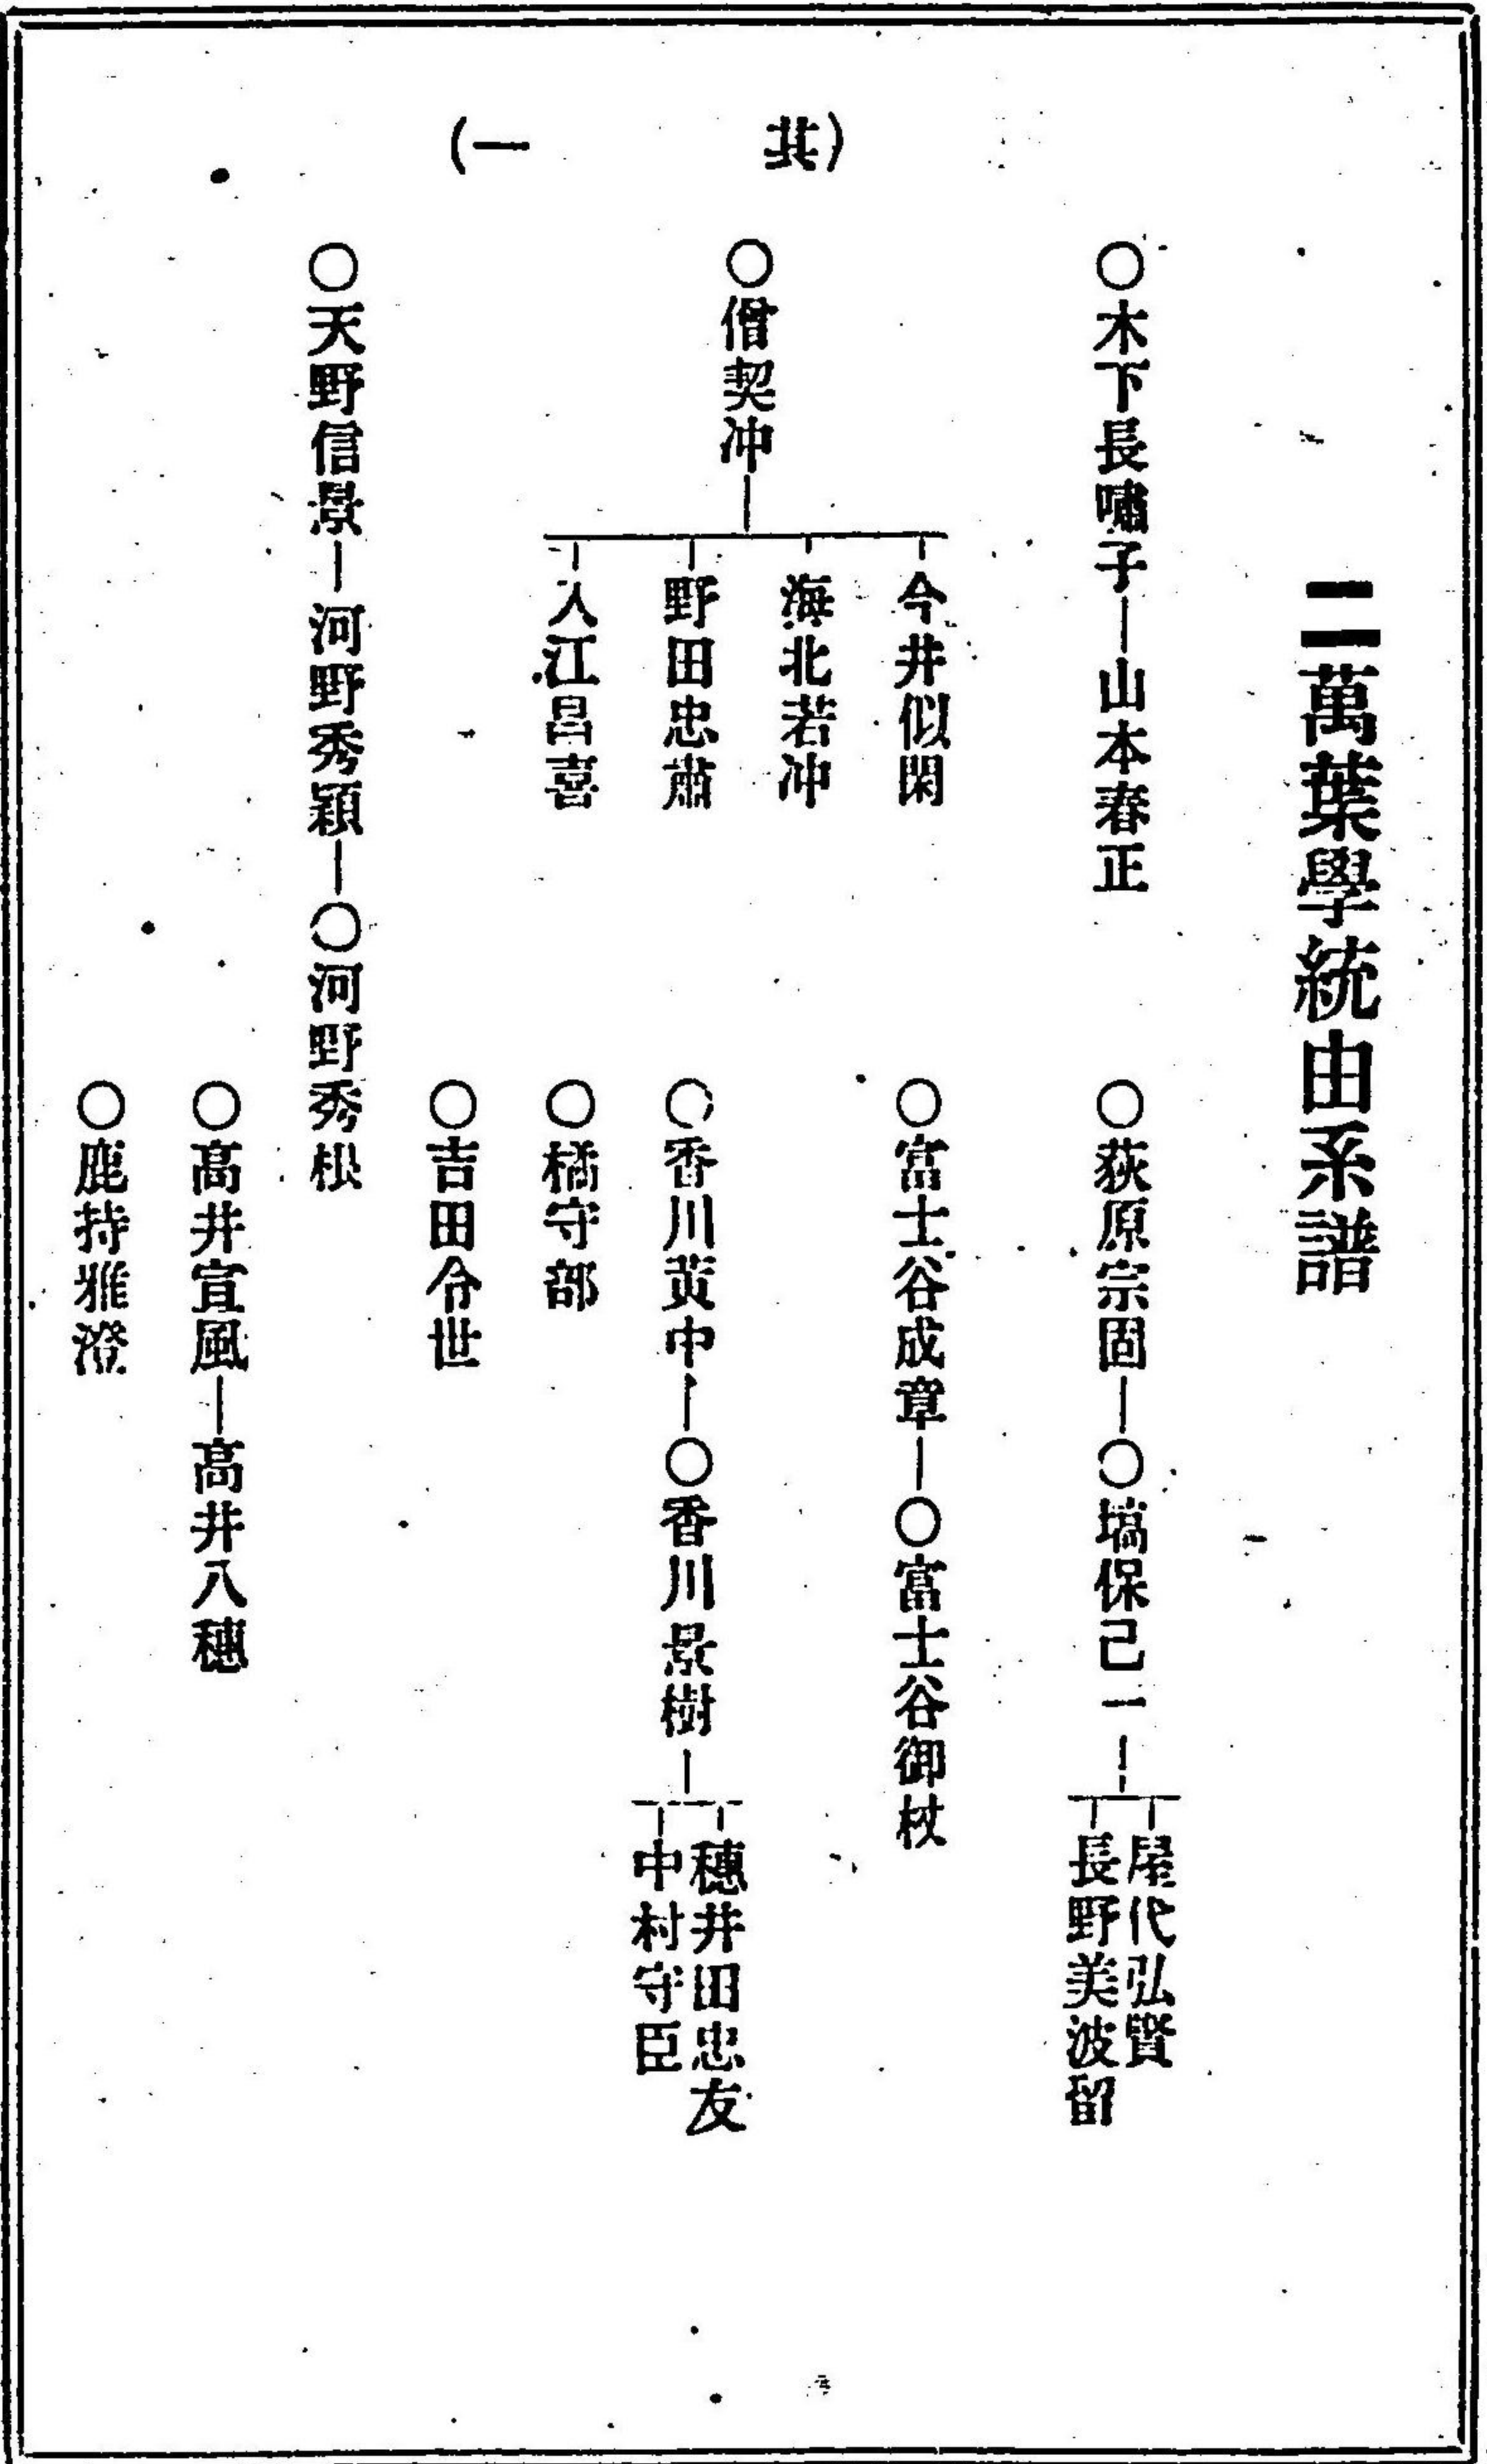 二萬葉學統由系譜
(其一)
○木下長嘯子―山本春正
○荻原宗固―○塙保己一―
屋代弘賢
長野美波留
○僧契冲―
今井似閑
海北若冲
野田忠肅
入江昌喜
○富士谷成章―○富士谷御杖
○香川黄中―○香川景樹―
穗井田忠友
中村守臣
○橘守部
○吉田令世
○天野信景―河野秀穎―○河野秀根
○高井宣風―高井八穗
○鹿持雅澄